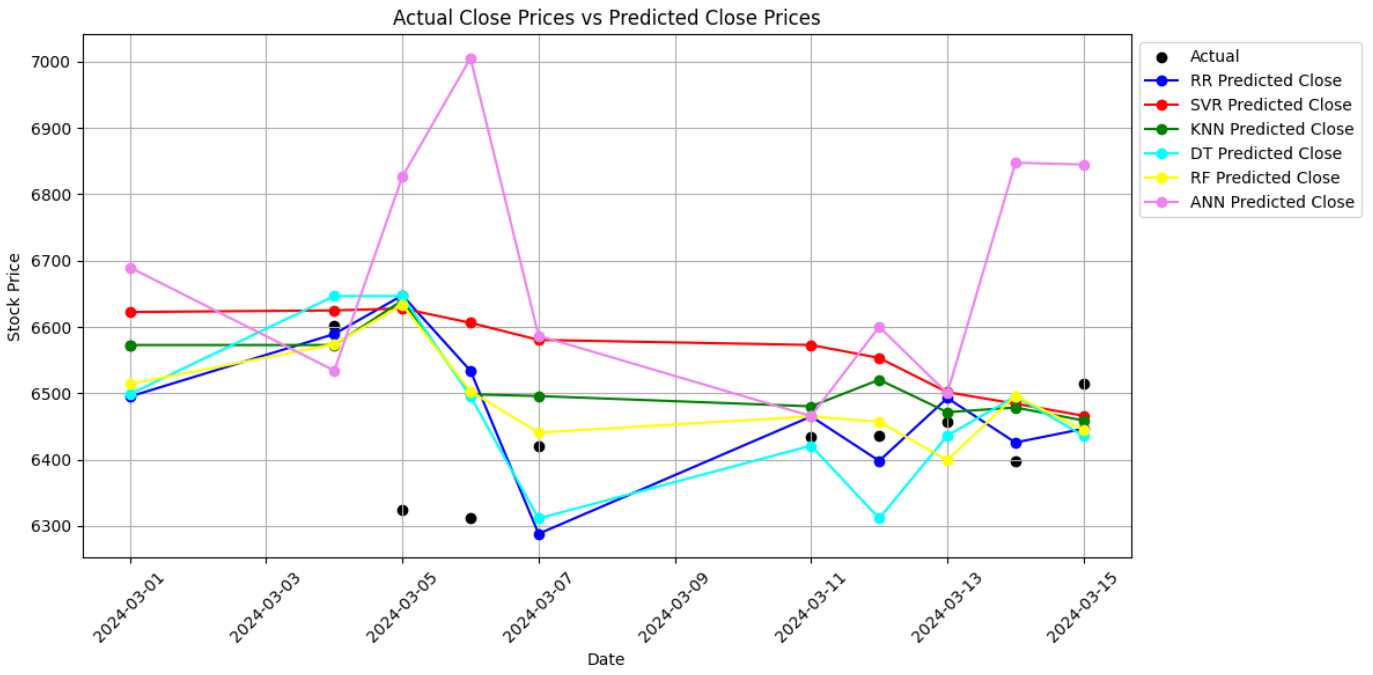 Actual Close Prices vs Predicted Close Prices
Stock Price
7000
6900
6800
6700
6600
6500
6400
6300
2024-03-01
2024-03-03
2024-03-05
2024-03-07
2024-03-09
2024-03-11
2024-03-13
2024-03-15
Date
Actual
RR Predicted Close
SVR Predicted Close
KNN Predicted Close
DT Predicted Close
RF Predicted Close
ANN Predicted Close